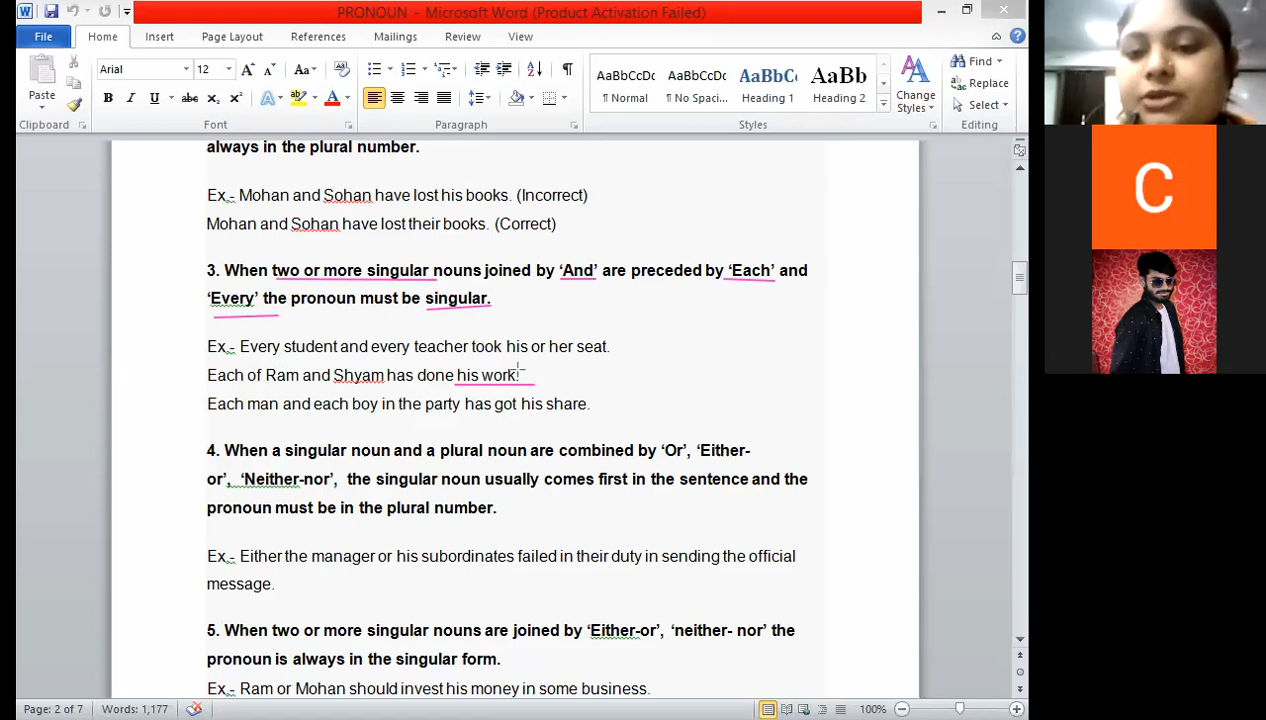 PRONOUN - Microsoft Word (Product Activation Failed)
File Home Insert Page Layout References Mailings Review View
Arial 12
Paste
AaBbCcDc AaBbCcDc AaBbC AaBb
¶ Normal ¶ No Spaci... Heading 1 Heading 2
Change Styles
Find
Replace
Select
Clipboard Font Paragraph Styles Editing
always in the plural number.
Ex.- Mohan and Sohan have lost his books. (Incorrect)
Mohan and Sohan have lost their books. (Correct)
3. When two or more singular nouns joined by ‘And’ are preceded by ‘Each’ and
‘Every’ the pronoun must be singular.
Ex.- Every student and every teacher took his or her seat.
Each of Ram and Shyam has done his work
Each man and each boy in the party has got his share.
4. When a singular noun and a plural noun are combined by ‘Or’, ‘Either-
or’, ‘Neither-nor’, the singular noun usually comes first in the sentence and the
pronoun must be in the plural number.
Ex.- Either the manager or his subordinates failed in their duty in sending the official
message.
5. When two or more singular nouns are joined by ‘Either-or’, ‘neither- nor’ the
pronoun is always in the singular form.
Ex.- Ram or Mohan should invest his money in some business.
Page: 2 of 7 Words: 1,177 100%
C